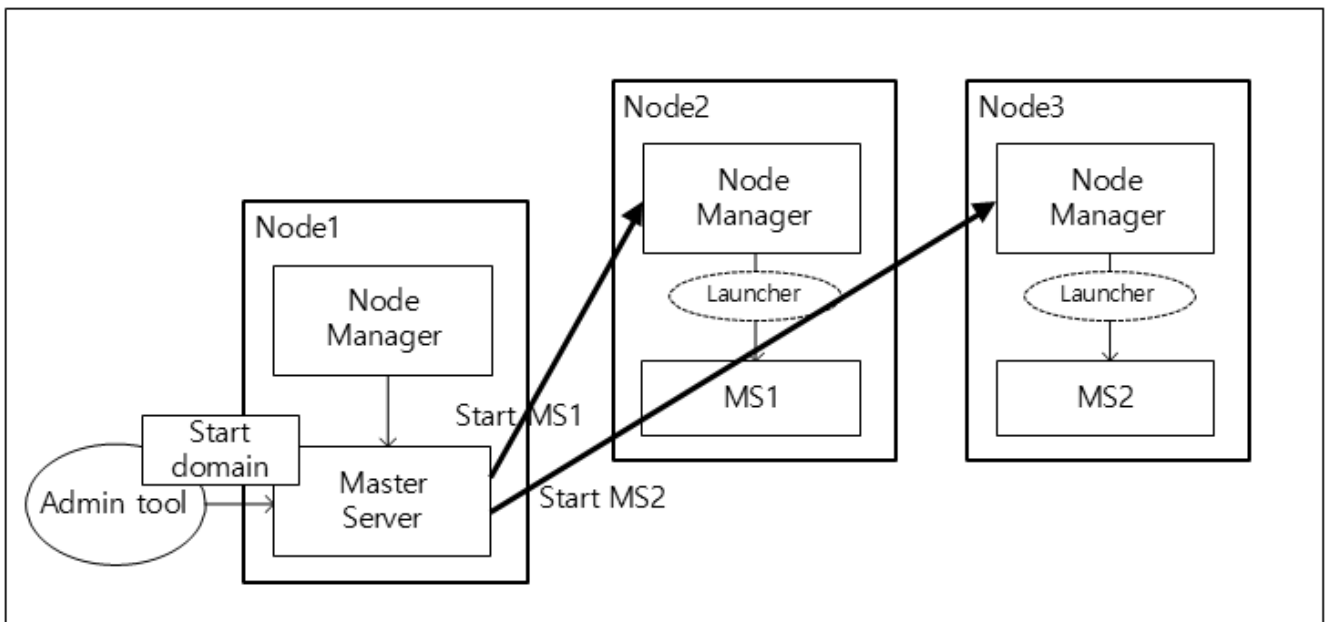 Node1
Node
Manager
Start
domain
Admin tool
Master
Server
Start MS1
Start MS2
Node2
Node
Manager
Launcher
MS1
Node3
Node
Manager
Launcher
MS2